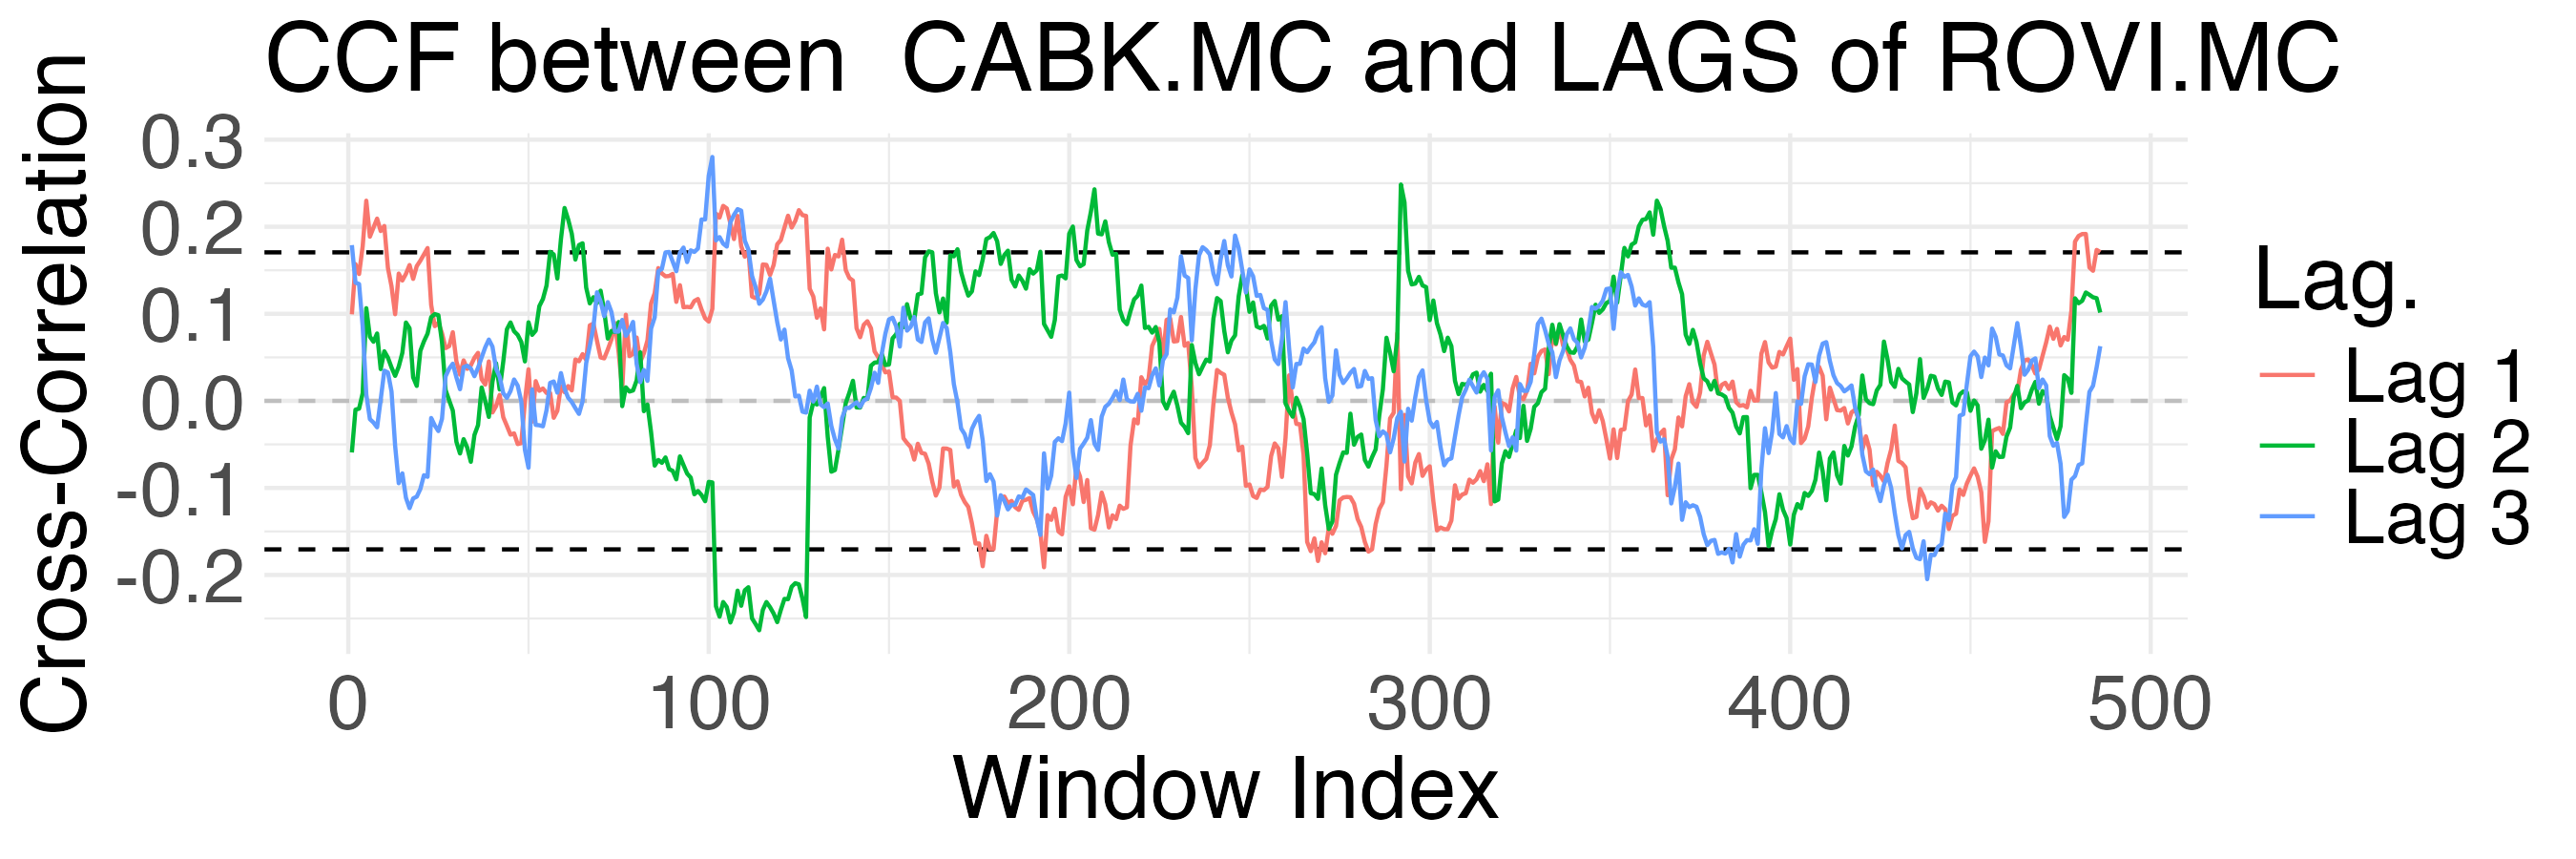 CCF between  CABK.MC and LAGS of ROVI.MC
Cross-Correlation
0.3
0.2
0.1
0.0
-0.1
-0.2
0 100 200 300 400 500
Window Index
Lag.
Lag 1
Lag 2
Lag 3